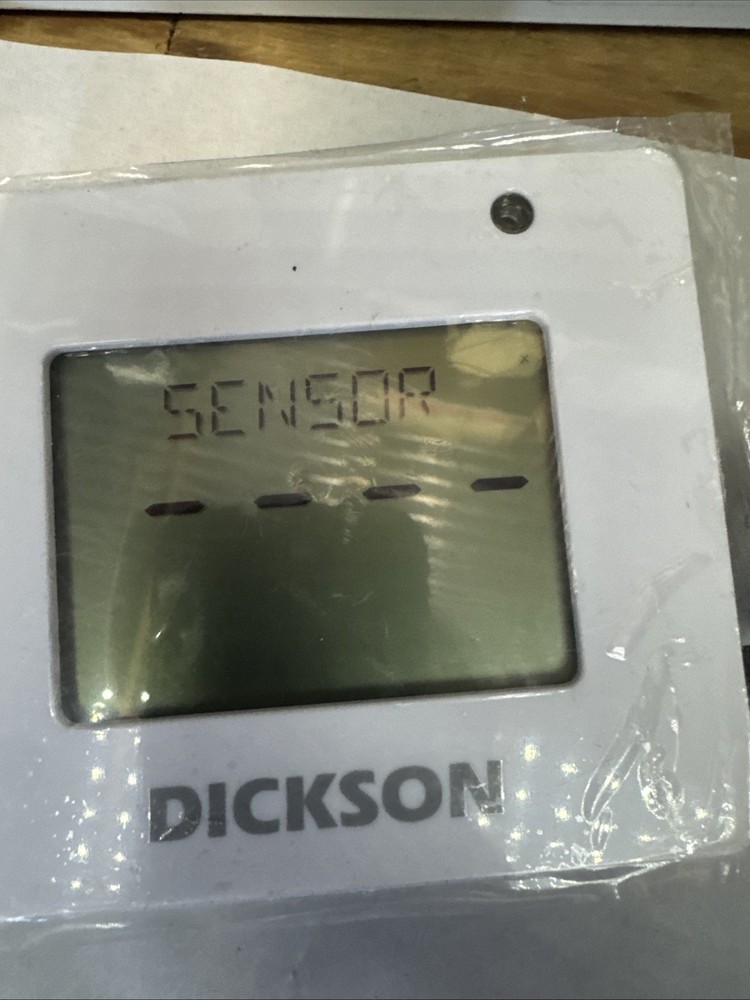 SENSOR
- - - -
DICKSON